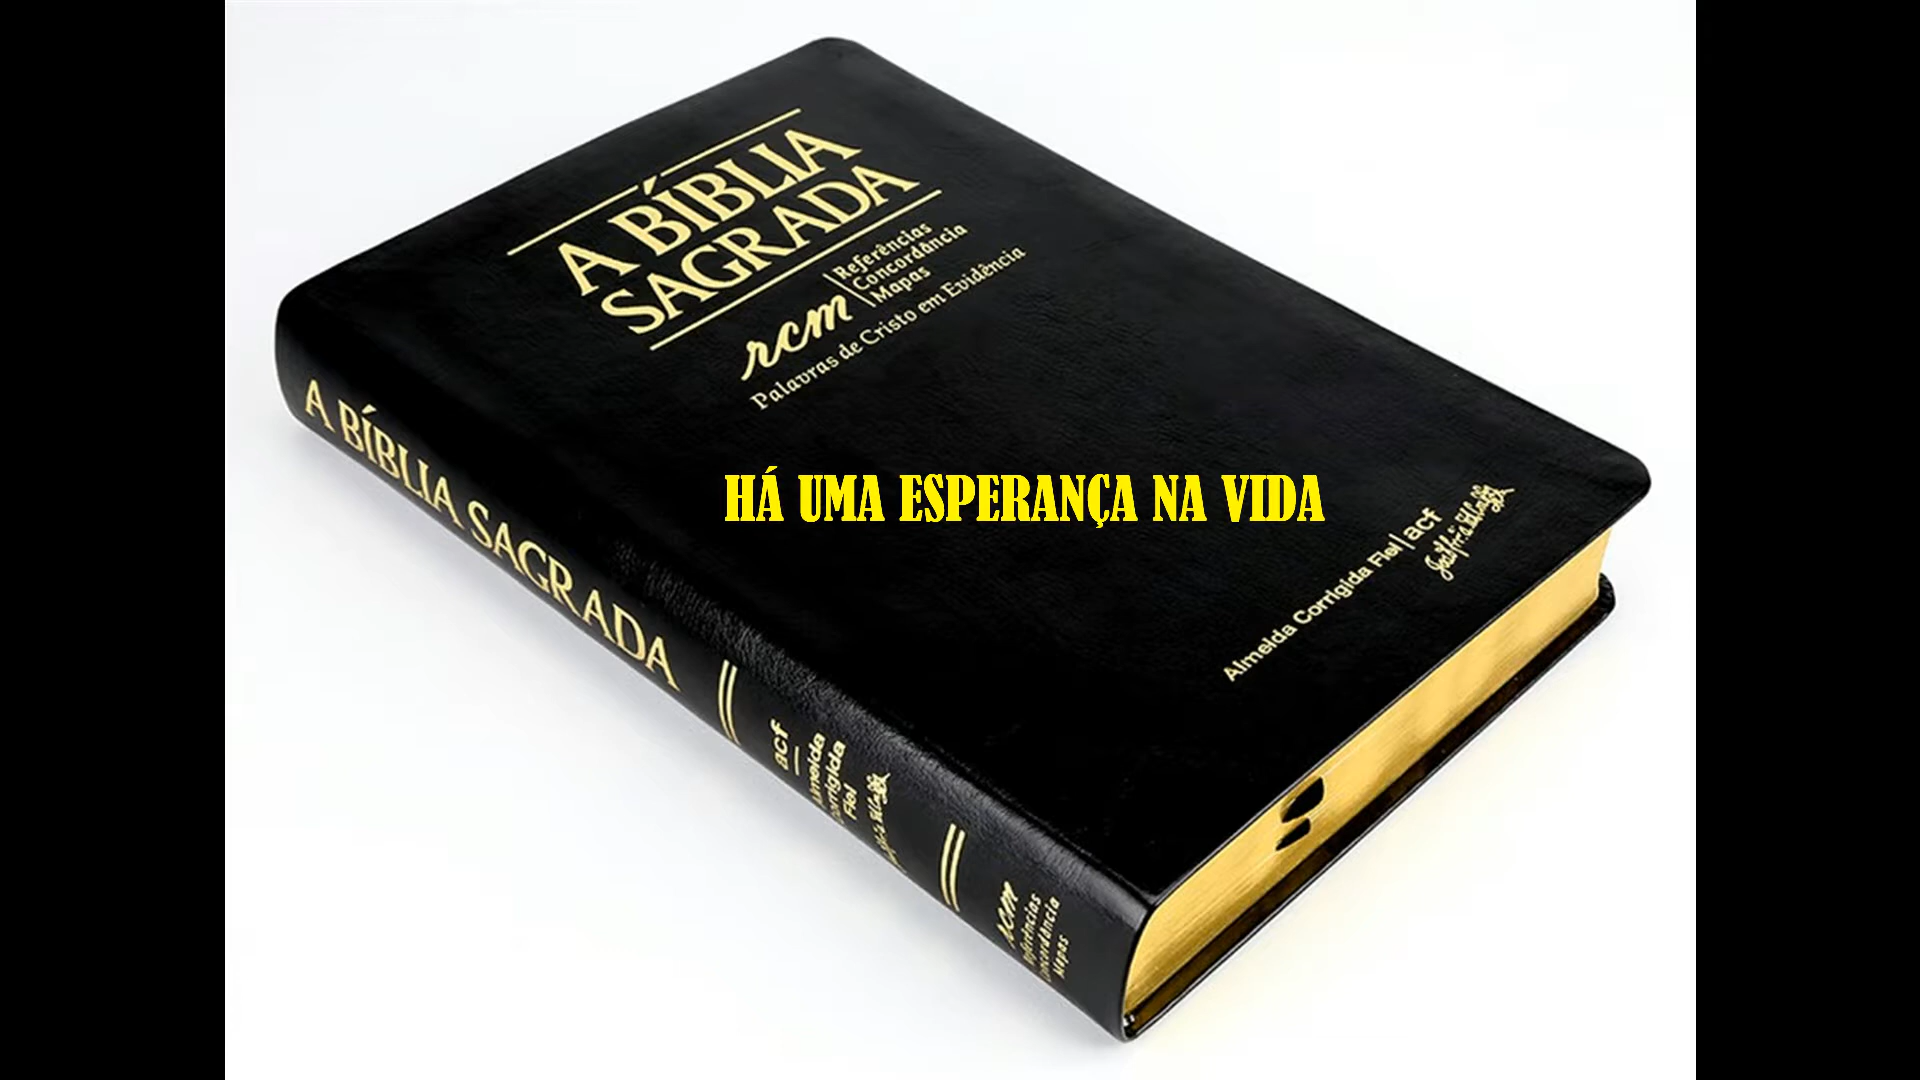 A BÍBLIA
SAGRADA
rcm
Referências
Concordância
Mapas
Palavras de Cristo em Evidência
HÁ UMA ESPERANÇA NA VIDA
Almeida Corrigida Fiel | acf
A BÍBLIA SAGRADA
acf
Almeida
Corrigida
Fiel
rcm
Referências
Concordância
Mapas